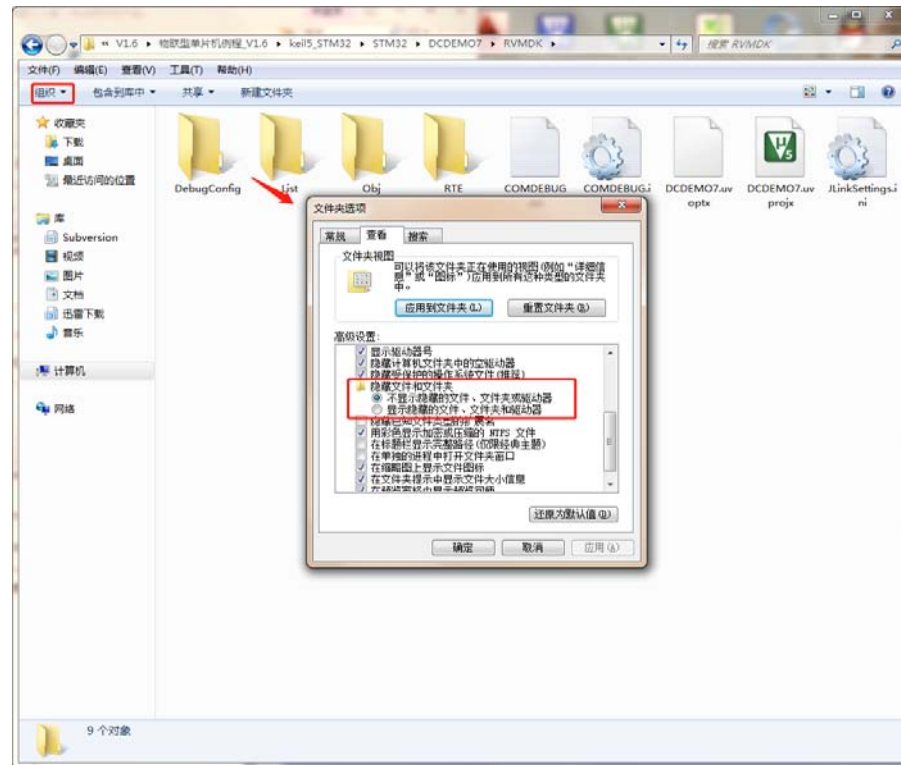 « V1.6 ▸ 物联型单片机例程_V1.6 ▸ keil5_STM32 ▸ STM32 ▸ DCDEMO7 ▸ RVMDK ▸
搜索 RVMDK
文件(F) 编辑(E) 查看(V) 工具(T) 帮助(H)
组织 包含到库中 共享 新建文件夹
收藏夹
下载
桌面
最近访问的位置
库
Subversion
视频
图片
文档
迅雷下载
音乐
计算机
网络
DebugConfig List Obj RTE COMDEBUG COMDEBUG.i DCDEMO7.uv DCDEMO7.uv JLinkSettings.i
optx projx ni
文件夹选项
常规 查看 搜索
文件夹视图
可以将该文件夹正在使用的视图(例如“详细信
息”或“图标”)应用到所有这种类型的文件夹
中。
应用到文件夹(L) 重置文件夹(R)
高级设置:
显示驱动器号
隐藏计算机文件夹中的空驱动器
隐藏受保护的操作系统文件(推荐)
隐藏文件和文件夹
不显示隐藏的文件、文件夹或驱动器
显示隐藏的文件、文件夹和驱动器
隐藏已知文件类型的扩展名
用彩色显示加密或压缩的 NTFS 文件
在标题栏显示完整路径(仅限经典主题)
在单独的进程中打开文件夹窗口
在缩略图上显示文件图标
在文件夹提示中显示文件大小信息
还原为默认值(D)
确定 取消 应用(A)
9 个对象